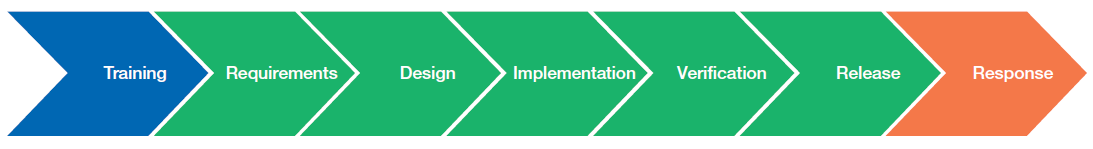 Training Requirements Design Implementation Verification Release Response